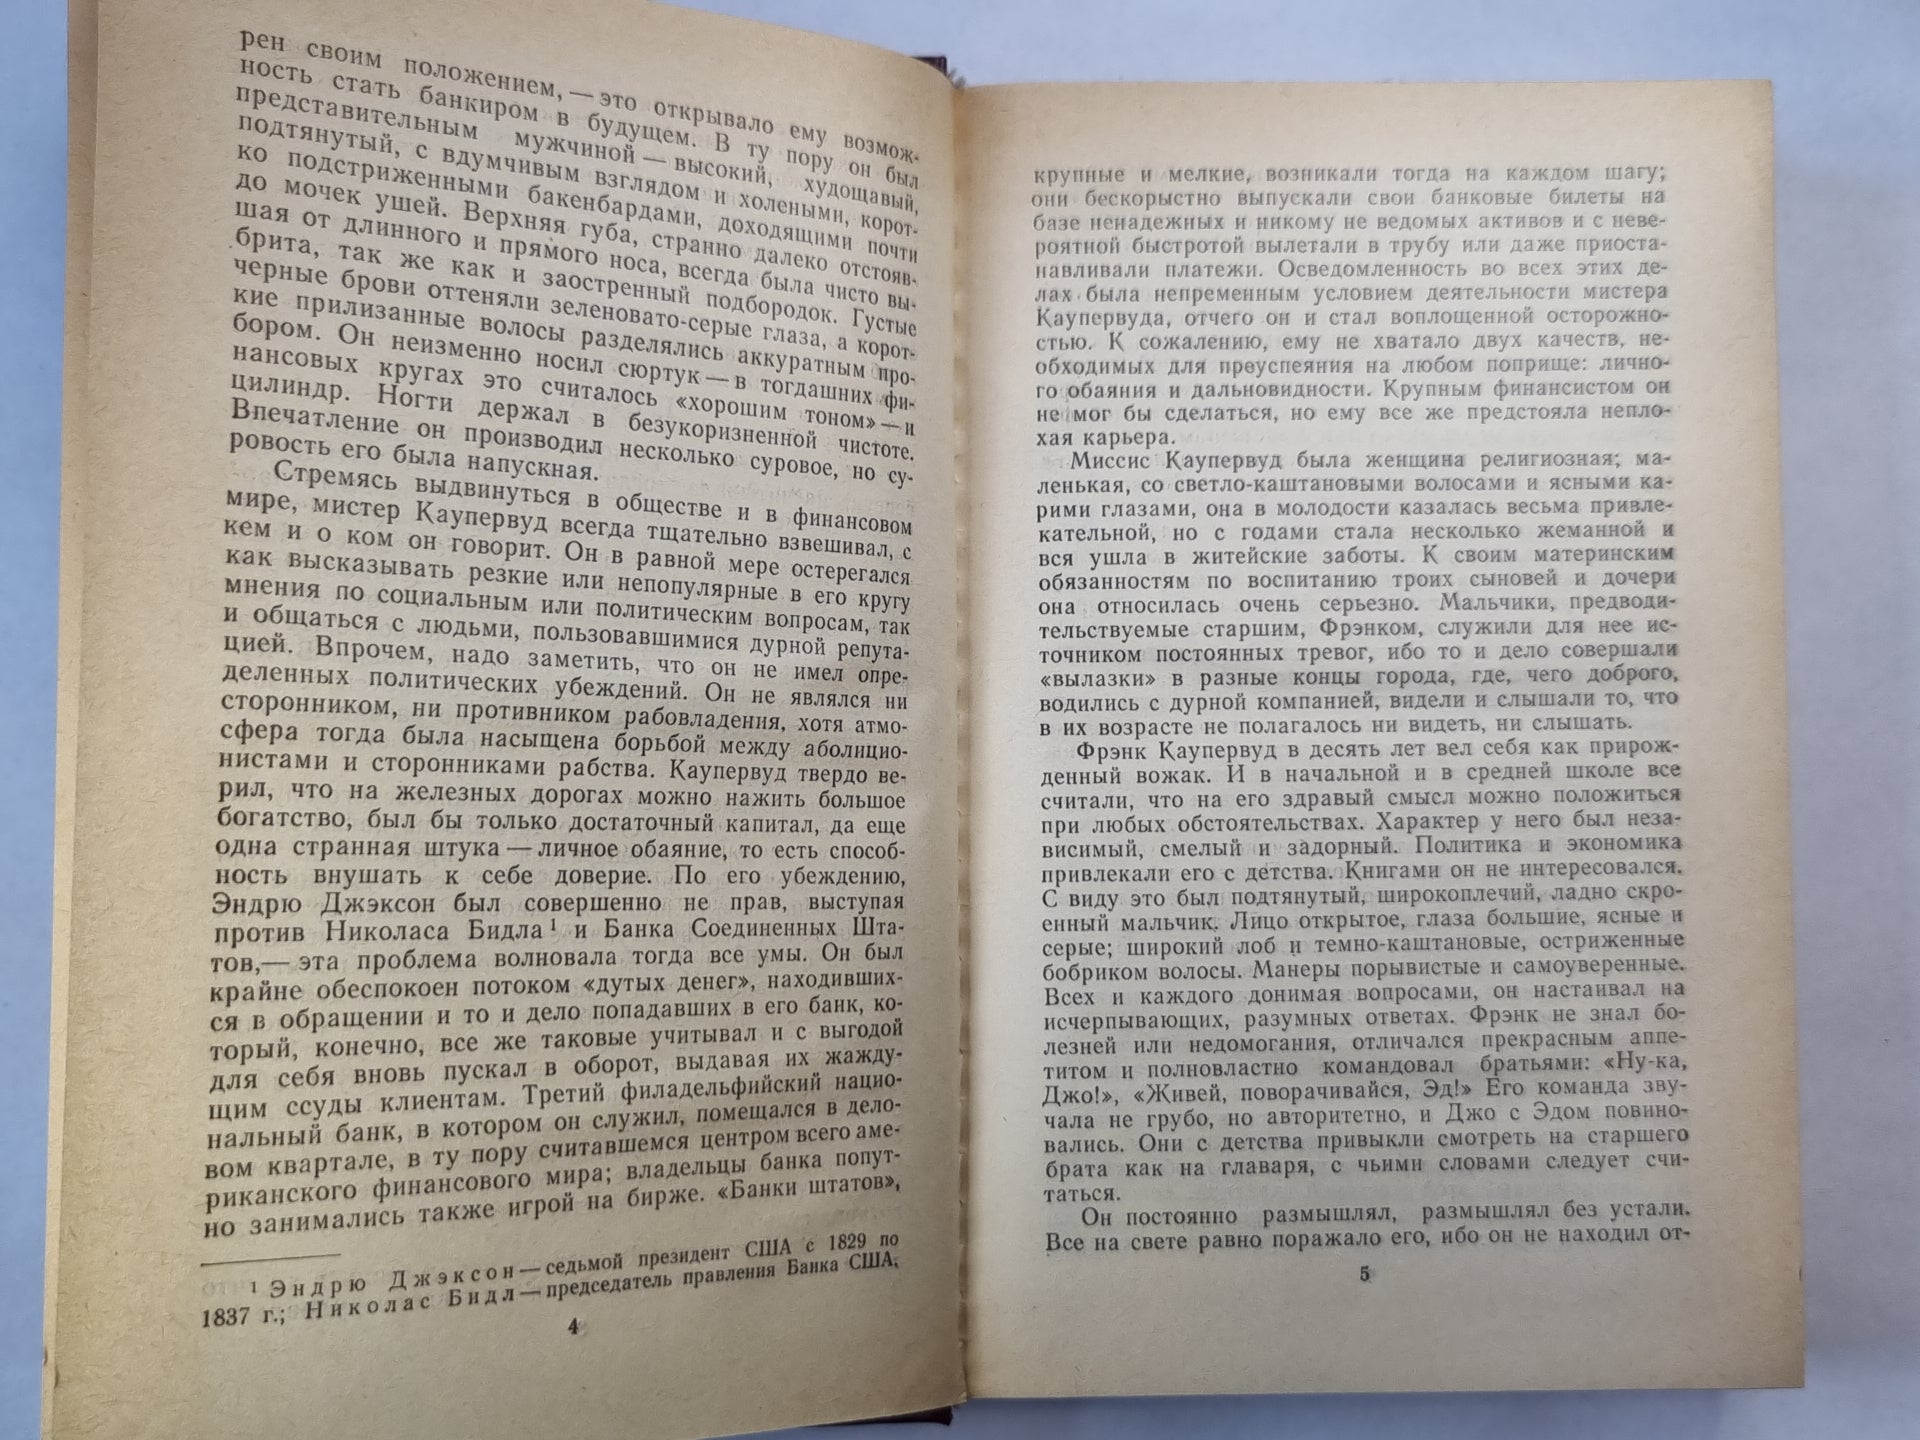 рен своим положением, — это открывало ему возмож-
ность стать банкиром в будущем. В ту пору он был
представительным мужчиной — высокий, худощавый,
подтянутый, с вдумчивым взглядом и холеными, корот-
ко подстриженными бакенбардами, доходящими почти
до мочек ушей. Верхняя губа, странно далеко отстояв-
шая от длинного и прямого носа, всегда была чисто вы-
брита, так же как и заостренный подбородок. Густые
черные брови оттеняли зеленовато-серые глаза, а корот-
кие прилизанные волосы разделялись аккуратным про-
бором. Он неизменно носил сюртук — в тогдашних фи-
нансовых кругах это считалось «хорошим тоном» — и
цилиндр. Ногти держал в безукоризненной чистоте.
Впечатление он производил несколько суровое, но су-
ровость его была напускная.
Стремясь выдвинуться в обществе и в финансовом
мире, мистер Каупервуд всегда тщательно взвешивал, с
кем и о ком он говорит. Он в равной мере остерегался
как высказывать резкие или непопулярные в его кругу
мнения по социальным или политическим вопросам, так
и общаться с людьми, пользовавшимися дурной репута-
цией. Впрочем, надо заметить, что он не имел опре-
деленных политических убеждений. Он не являлся ни
сторонником, ни противником рабовладения, хотя атмо-
сфера тогда была насыщена борьбой между аболицио-
нистами и сторонниками рабства. Каупервуд твердо ве-
рил, что на железных дорогах можно нажить большое
богатство, был бы только достаточный капитал, да еще
одна странная штука — личное обаяние, то есть способ-
ность внушать к себе доверие. По его убеждению,
Эндрю Джэксон был совершенно не прав, выступая
против Николаса Бидла ¹ и Банка Соединенных Шта-
тов,— эта проблема волновала тогда все умы. Он был
крайне обеспокоен потоком «дутых денег», находивших-
ся в обращении и то и дело попадавших в его банк, ко-
торый, конечно, все же таковые учитывал и с выгодой
для себя вновь пускал в оборот, выдавая их жажду-
щим ссуды клиентам. Третий филадельфийский нацио-
нальный банк, в котором он служил, помещался в дело-
вом квартале, в ту пору считавшемся центром всего аме-
риканского финансового мира; владельцы банка попут-
но занимались также игрой на бирже. «Банки штатов»,
¹ Эндрю Джэксон — седьмой президент США с 1829 по
1837 г.; Николас Бидл — председатель правления Банка США.
4
крупные и мелкие, возникали тогда на каждом шагу;
они бескорыстно выпускали свои банковые билеты на
базе ненадежных и никому не ведомых активов и с неве-
роятной быстротой вылетали в трубу или даже приоста-
навливали платежи. Осведомленность во всех этих де-
лах была непременным условием деятельности мистера
Каупервуда, отчего он и стал воплощенной осторожно-
стью. К сожалению, ему не хватало двух качеств, не-
обходимых для преуспеяния на любом поприще: лично-
го обаяния и дальновидности. Крупным финансистом он
не мог бы сделаться, но ему все же предстояла непло-
хая карьера.
Миссис Каупервуд была женщина религиозная; ма-
ленькая, со светло-каштановыми волосами и ясными ка-
рими глазами, она в молодости казалась весьма привле-
кательной, но с годами стала несколько жеманной и
вся ушла в житейские заботы. К своим материнским
обязанностям по воспитанию троих сыновей и дочери
она относилась очень серьезно. Мальчики, предводи-
тельствуемые старшим, Фрэнком, служили для нее ис-
точником постоянных тревог, ибо то и дело совершали
«вылазки» в разные концы города, где, чего доброго,
водились с дурной компанией, видели и слышали то, что
в их возрасте не полагалось ни видеть, ни слышать.
Фрэнк Каупервуд в десять лет вел себя как прирож-
денный вожак. И в начальной и в средней школе все
считали, что на его здравый смысл можно положиться
при любых обстоятельствах. Характер у него был неза-
висимый, смелый и задорный. Политика и экономика
привлекали его с детства. Книгами он не интересовался.
С виду это был подтянутый, широкоплечий, ладно скро-
енный мальчик. Лицо открытое, глаза большие, ясные и
серые; широкий лоб и темно-каштановые, остриженные
бобриком волосы. Манеры порывистые и самоуверенные.
Всех и каждого донимая вопросами, он настаивал на
исчерпывающих, разумных ответах. Фрэнк не знал бо-
лезней или недомогания, отличался прекрасным аппе-
титом и полновластно командовал братьями: «Ну-ка,
Джо!», «Живей, поворачивайся, Эд!» Его команда зву-
чала не грубо, но авторитетно, и Джо с Эдом повино-
вались. Они с детства привыкли смотреть на старшего
брата как на главаря, с чьими словами следует счи-
таться.
Он постоянно размышлял, размышлял без устали.
Все на свете равно поражало его, ибо он не находил от-
5